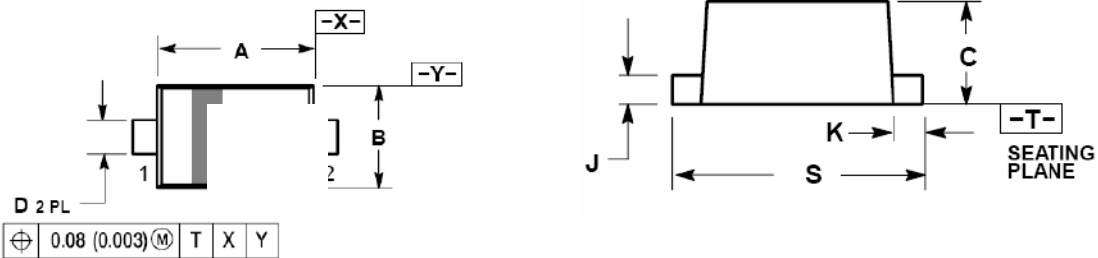 -X-
A
-Y-
B
1
2
D 2 PL
⌖ 0.08 (0.003) Ⓜ T X Y
C
-T-
K
J
S
SEATING
PLANE